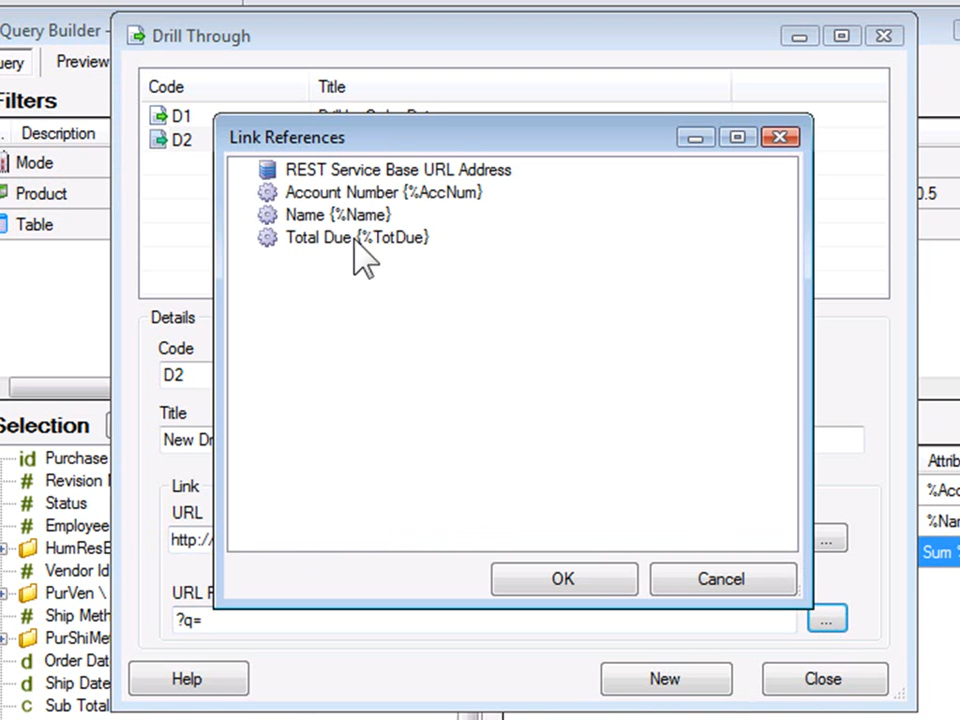 Query Builder -
Drill Through
Preview
Filters
Description
Mode
Product
Table
Code
Title
D1
D2
0.5
Link References
REST Service Base URL Address
Account Number {%AccNum}
Name {%Name}
Total Due {%TotDue}
OK
Cancel
Details
Code
D2
Title
New Dr
Link
URL
http://
...
URL
?q=
...
Help
New
Close
Selection
id Purchase
# Revision
# Status
# Employee
HumResE
# Vendor Id
PurVen \
# Ship Meth
PurShiMe
d Order Dat
d Ship Date
c Sub Total
Attrib
%Acc
%Nar
Sum %